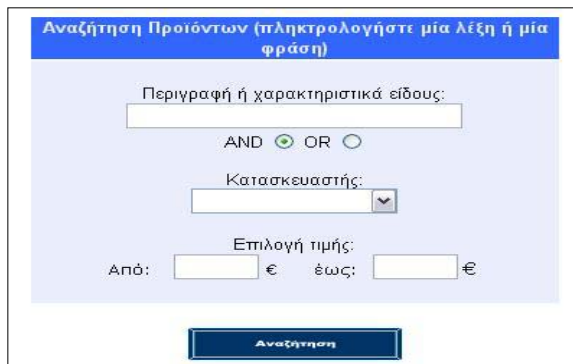 Αναζήτηση Προϊόντων (πληκτρολογήστε μία λέξη ή μία
φράση)
Περιγραφή ή χαρακτηριστικά είδους:
AND OR
Κατασκευαστής:
Επιλογή τιμής:
Από: € έως: €
Αναζήτηση